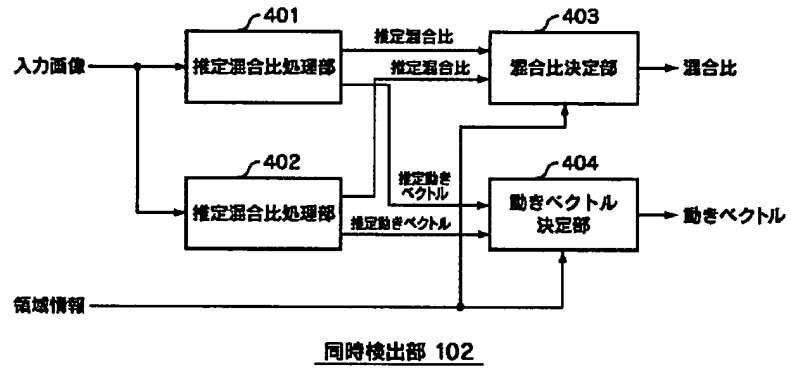 401
推定混合比
403
入力画像
推定混合比処理部
推定混合比
混合比決定部
混合比
402
推定動き
ベクトル
404
推定混合比処理部
推定動きベクトル
動きベクトル
決定部
動きベクトル
領域情報
同時検出部 102